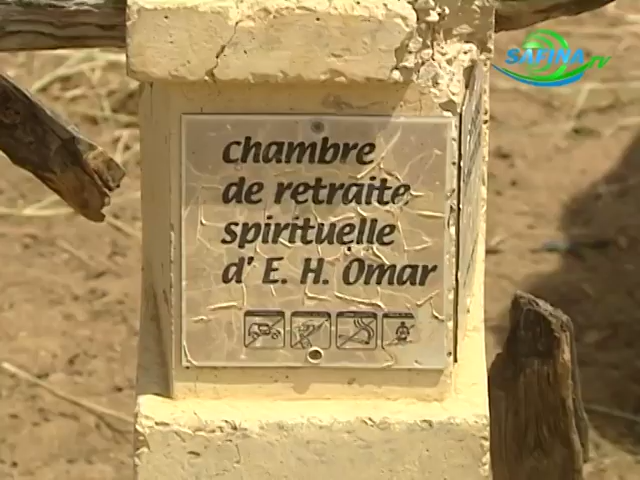 SAFINA TV
chambre
de retraite
spirituelle
d' E. H. Omar